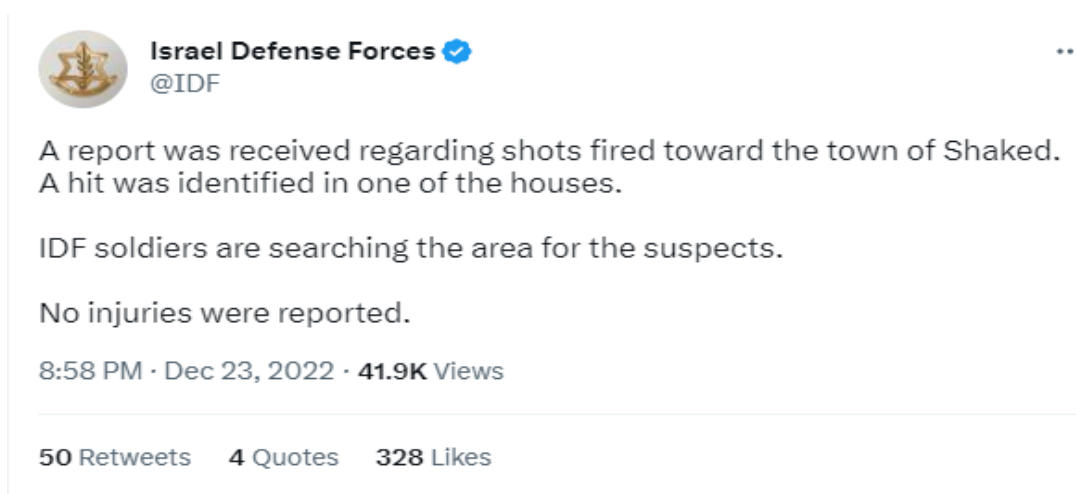 Israel Defense Forces
@IDF
A report was received regarding shots fired toward the town of Shaked.
A hit was identified in one of the houses.
IDF soldiers are searching the area for the suspects.
No injuries were reported.
8:58 PM · Dec 23, 2022 · 41.9K Views
50 Retweets 4 Quotes 328 Likes